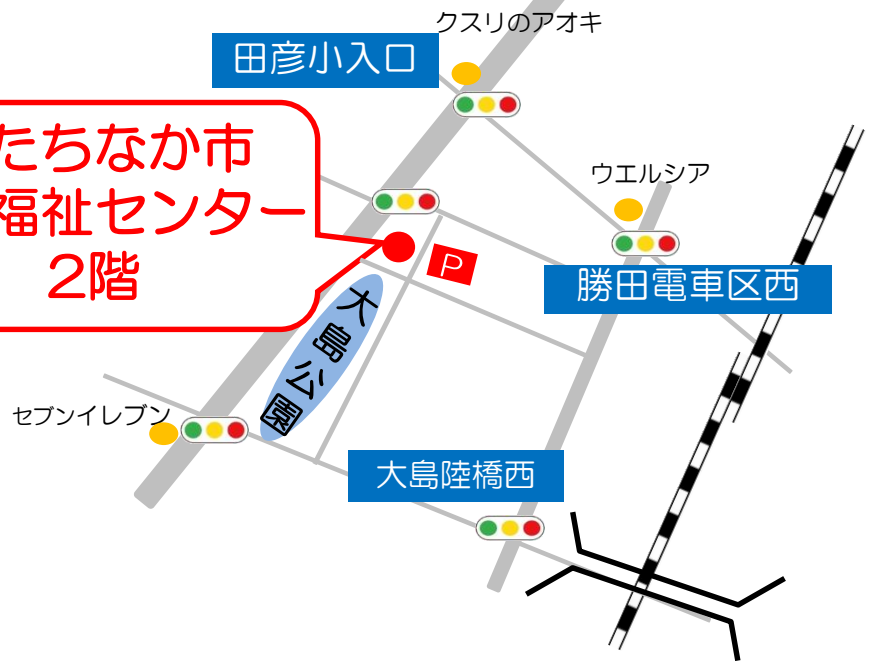 クスリのアオキ
田彦小入口
たちなか市
福祉センター
2階
ウエルシア
P
勝田電車区西
大島公園
セブンイレブン
大島陸橋西